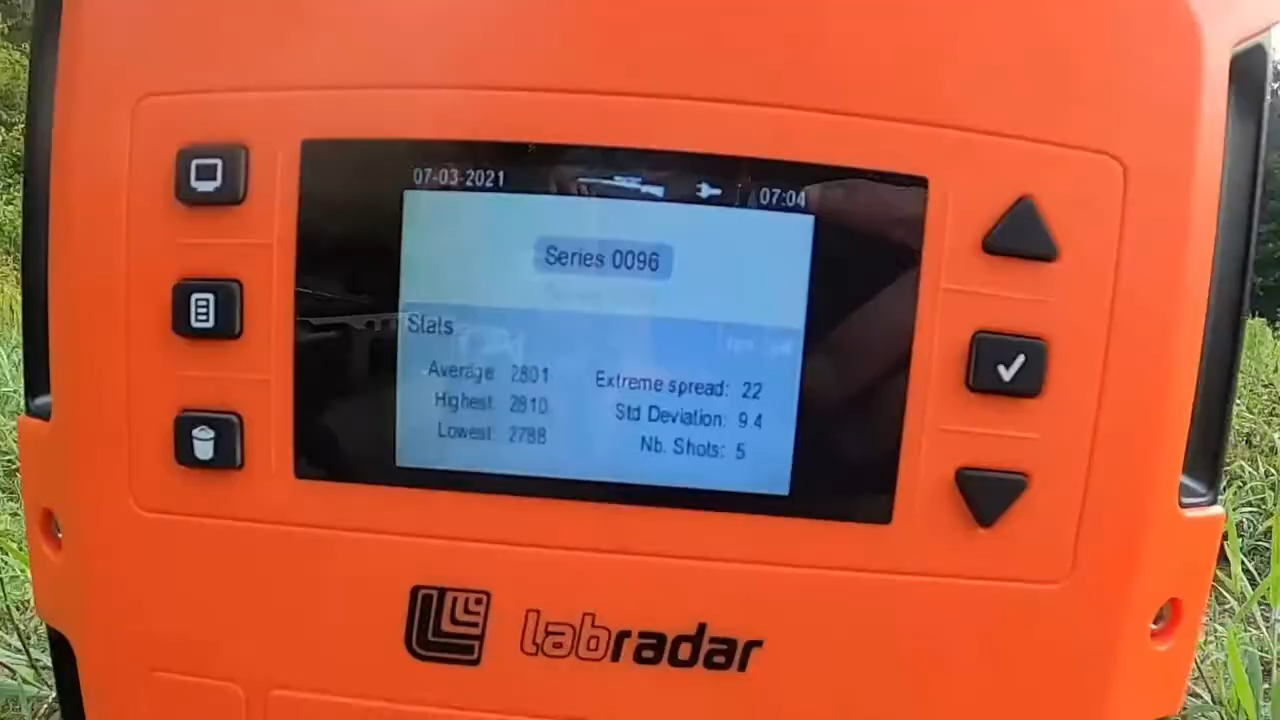 07-03-2021 07:04
Series 0096
Stats
Average 2801
Highest 2810
Lowest 2788
Extreme spread: 22
Std Deviation: 9.4
Nb. Shots: 5
labradar